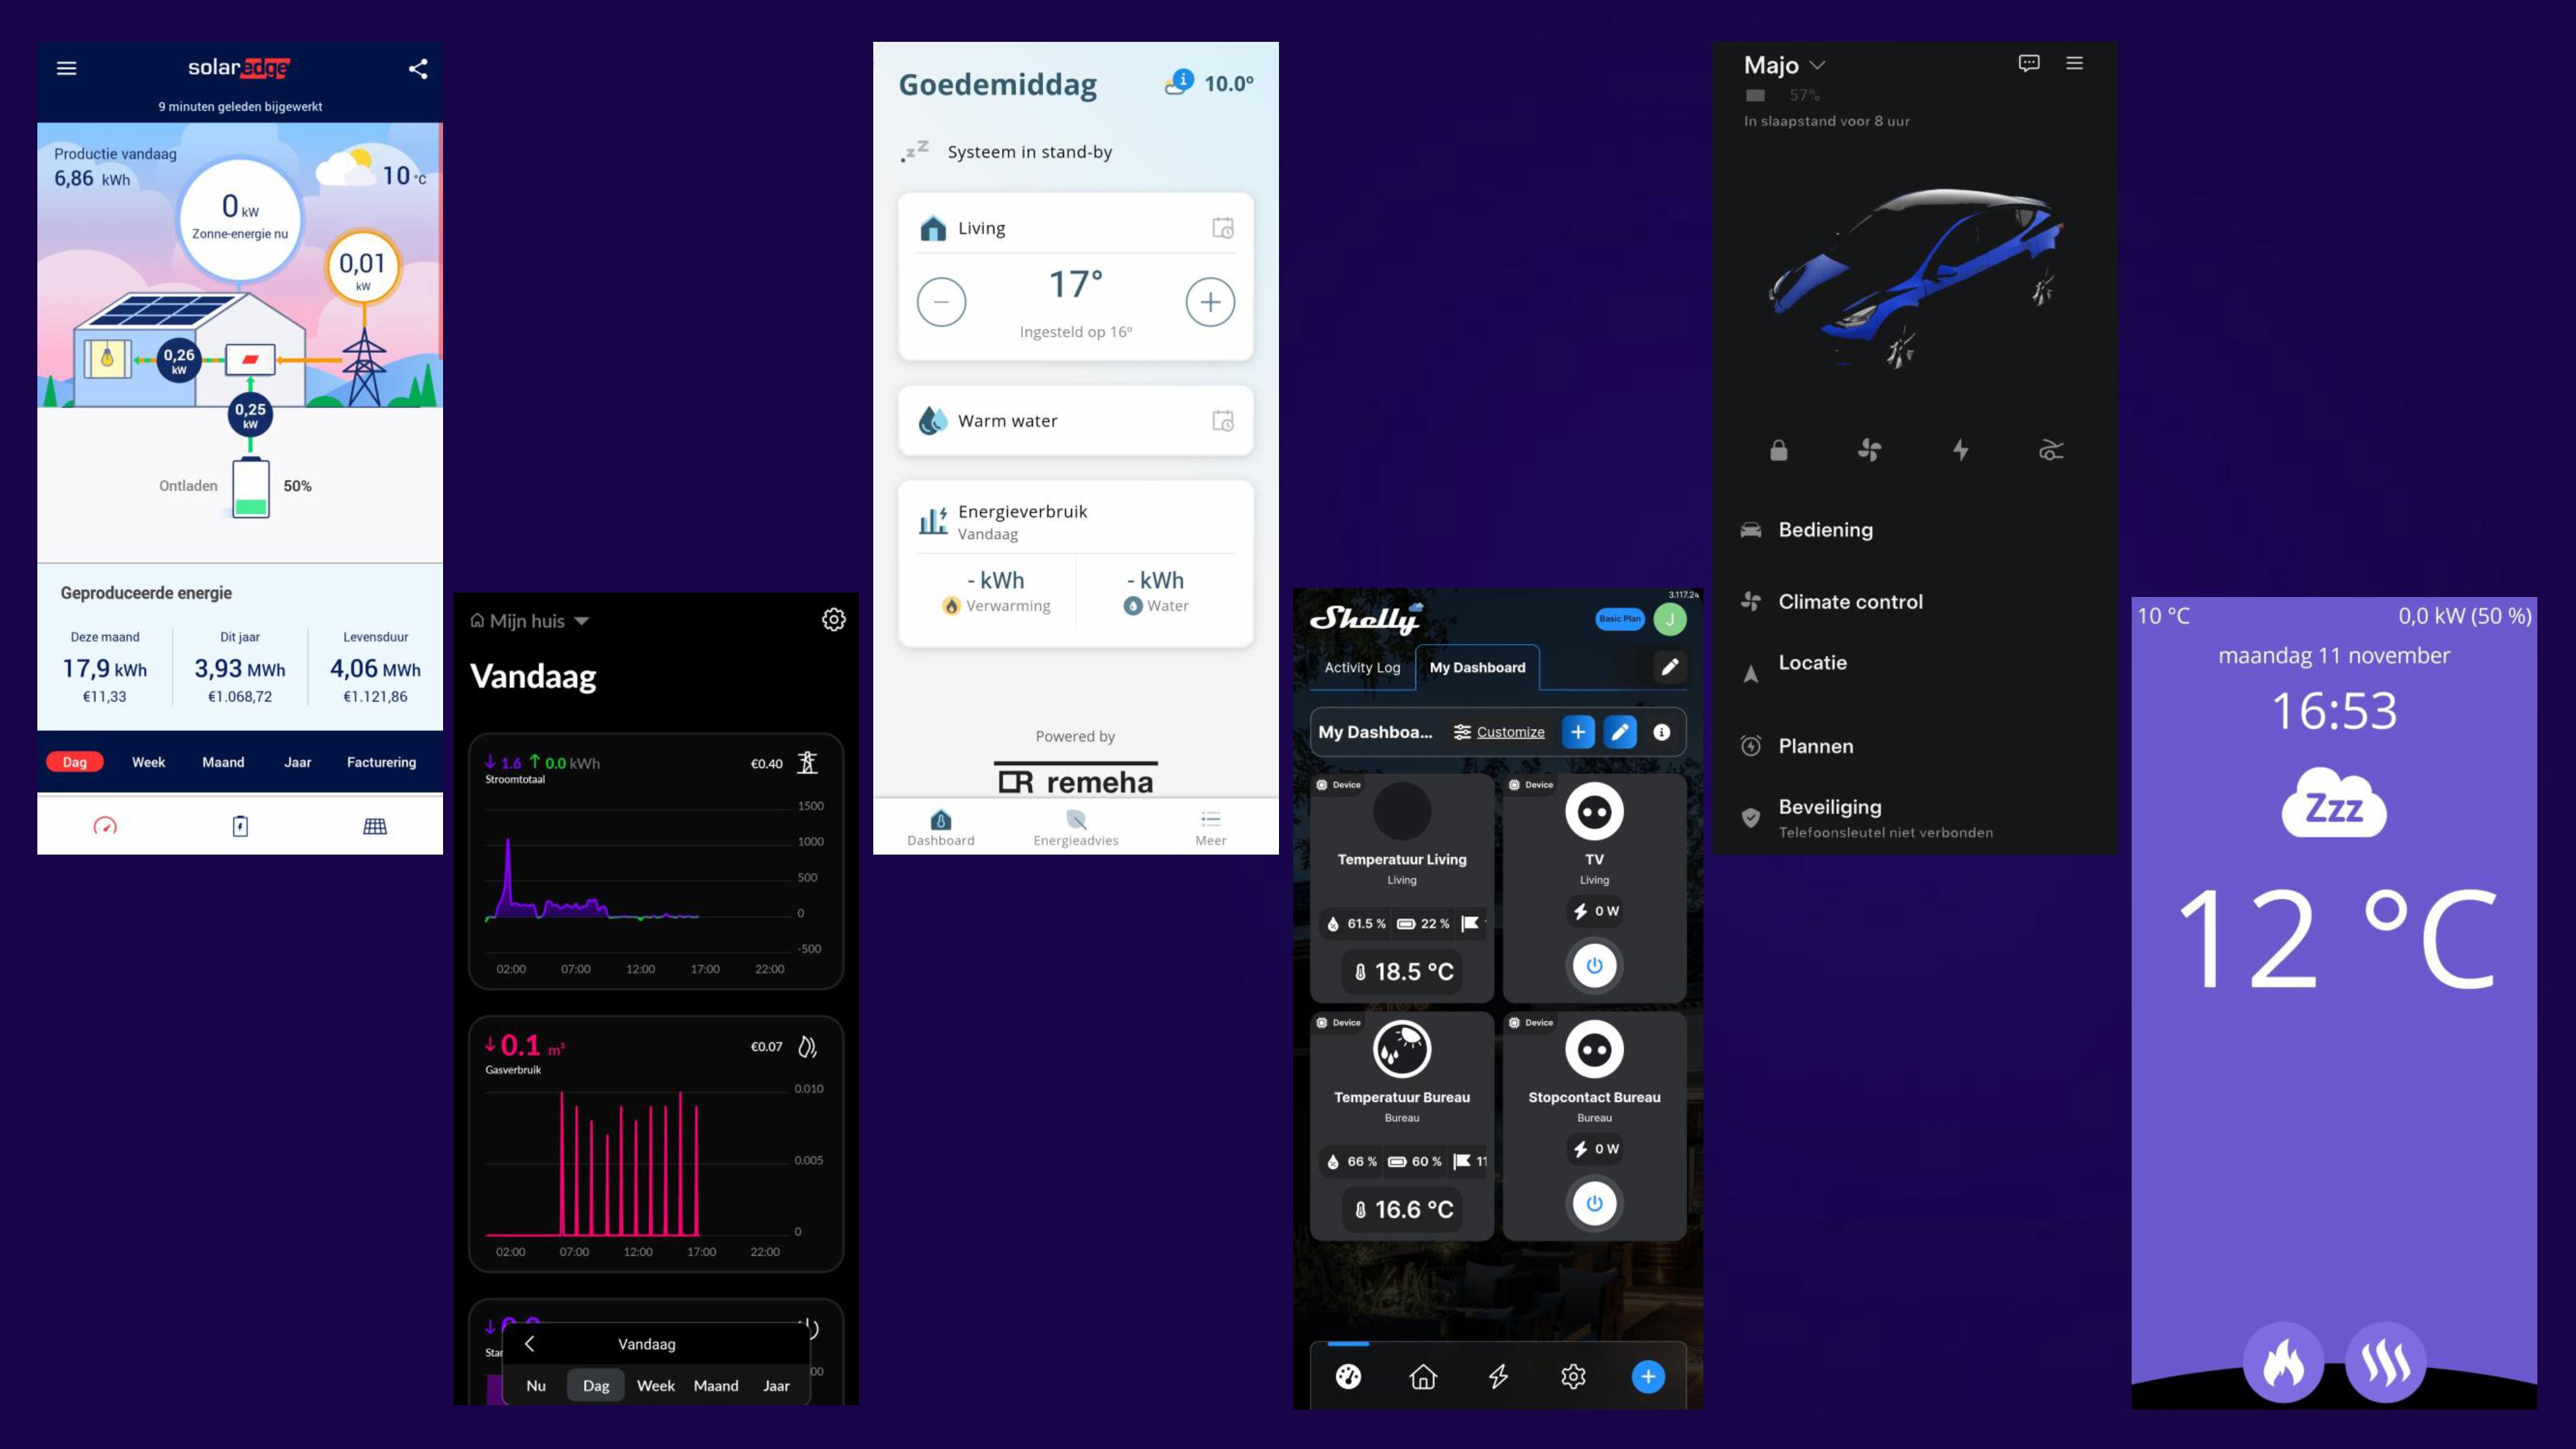 solaredge
9 minuten geleden bijgewerkt
Productie vandaag
6,86 kWh
10 °C
0 kW
Zonne-energie nu
0,01
kW
0,26
kW
0,25
kW
Ontladen
50%
Geproduceerde energie
Deze maand Dit jaar Levensduur
17,9 kWh 3,93 MWh 4,06 MWh
€11,33 €1.068,72 €1.121,86
Dag Week Maand Jaar Facturering
Mijn huis
Vandaag
↓ 1.6 ↑ 0.0 kWh €0.40
Stroomtotaal
1500
1000
500
0
-500
02:00 07:00 12:00 17:00 22:00
↓ 0.1 m³ €0.07
Gasverbruik
0.010
0.005
0
02:00 07:00 12:00 17:00 22:00
Vandaag
Nu Dag Week Maand Jaar
Goedemiddag 10.0°
zZ Systeem in stand-by
Living
17°
Ingesteld op 16°
Warm water
Energieverbruik
Vandaag
- kWh - kWh
Verwarming Water
Powered by
remeha
Dashboard Energieadvies Meer
3.117.24
Shelly Basic Plan J
Activity Log My Dashboard
My Dashboa... Customize
Device Device
Temperatuur Living TV
Living Living
61.5 % 22 % 0 W
18.5 °C
Device Device
Temperatuur Bureau Stopcontact Bureau
Bureau Bureau
66 % 60 % 11 0 W
16.6 °C
Majo
57%
In slaapstand voor 8 uur
Bediening
Climate control
Locatie
Plannen
Beveiliging
Telefoonsleutel niet verbonden
10 °C 0,0 kW (50 %)
maandag 11 november
16:53
Zzz
12 °C